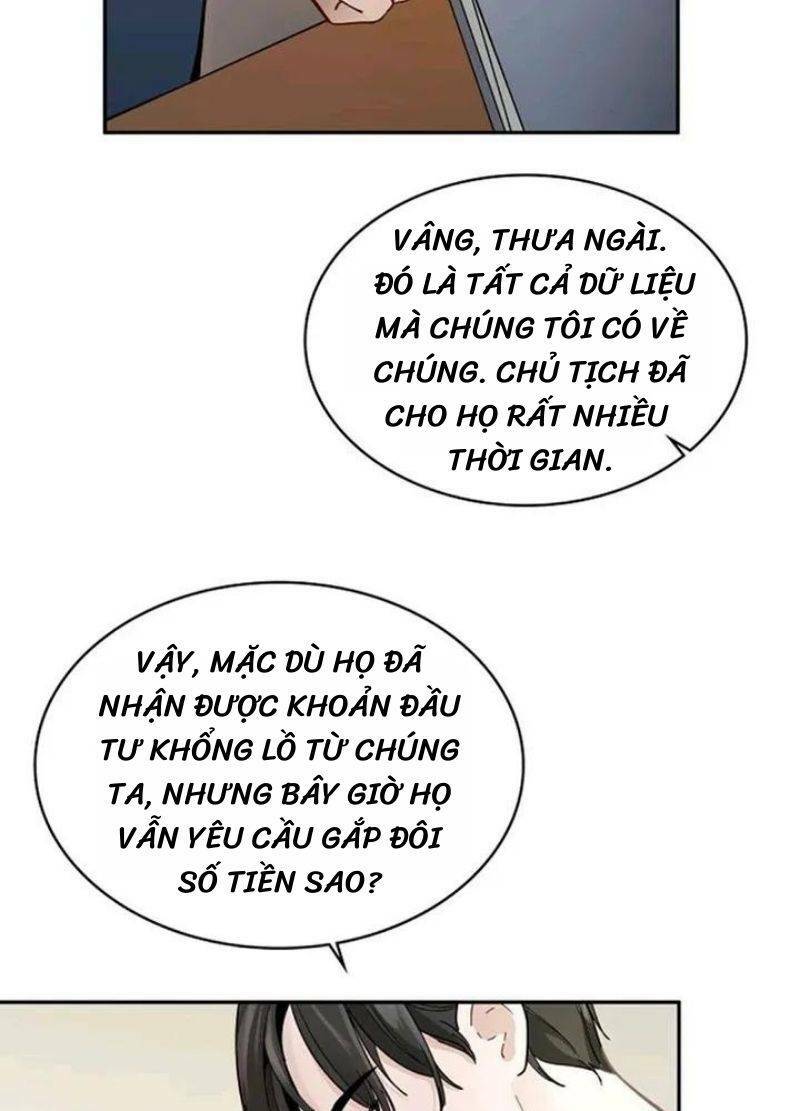 VÂNG, THƯA NGÀI.
ĐÓ LÀ TẤT CẢ DỮ LIỆU
MÀ CHÚNG TÔI CÓ VỀ
CHÚNG. CHỦ TỊCH ĐÃ
CHO HỌ RẤT NHIỀU
THỜI GIAN.
VẬY, MẶC DÙ HỌ ĐÃ
NHẬN ĐƯỢC KHOẢN ĐẦU
TƯ KHỔNG LỒ TỪ CHÚNG
TA, NHƯNG BÂY GIỜ HỌ
VẪN YÊU CẦU GẮP ĐÔI
SỐ TIỀN SAO?